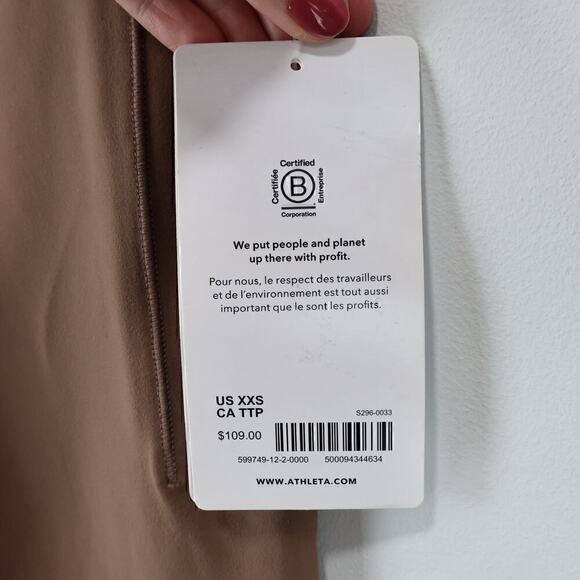 Certified
Certifiée
B
Entreprise
Corporation
We put people and planet
up there with profit.
Pour nous, le respect des travailleurs
et de l'environnement est tout aussi
important que le sont les profits.
US XXS
CA TTP
S296-0033
$109.00
599749-12-2-0000 500094344634
WWW.ATHLETA.COM